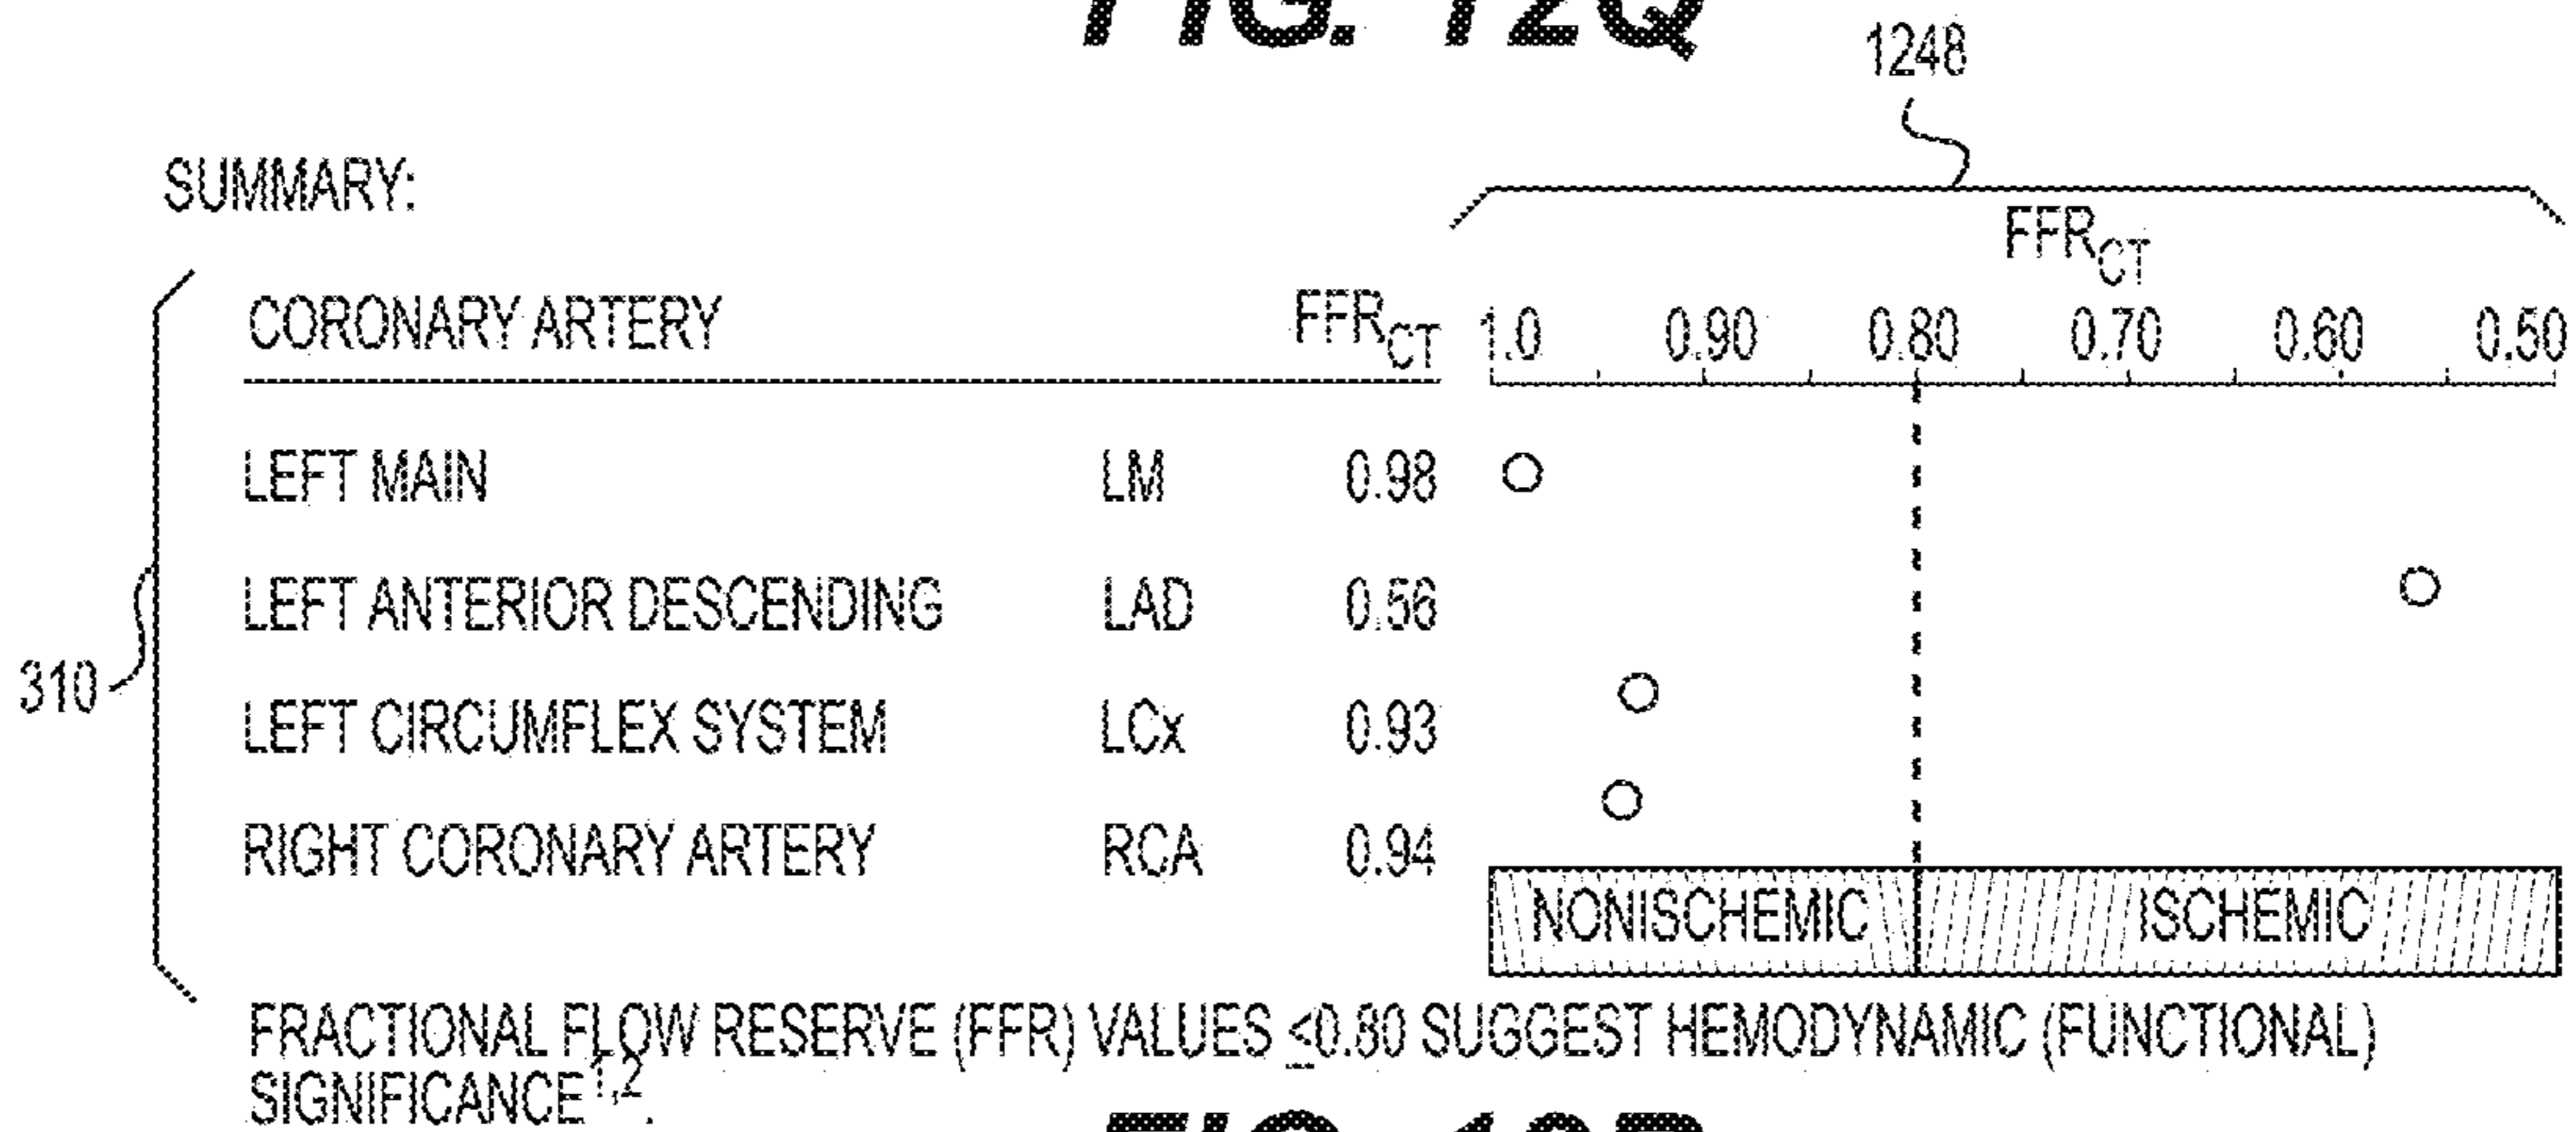 FIG. 12Q
1248
SUMMARY:
FFRCT
CORONARY ARTERY FFRCT 1.0 0.90 0.80 0.70 0.60 0.50
LEFT MAIN LM 0.98
LEFT ANTERIOR DESCENDING LAD 0.56
310
LEFT CIRCUMFLEX SYSTEM LCx 0.93
RIGHT CORONARY ARTERY RCA 0.94
NONISCHEMIC ISCHEMIC
FRACTIONAL FLOW RESERVE (FFR) VALUES ≤0.80 SUGGEST HEMODYNAMIC (FUNCTIONAL)
SIGNIFICANCE1,2.